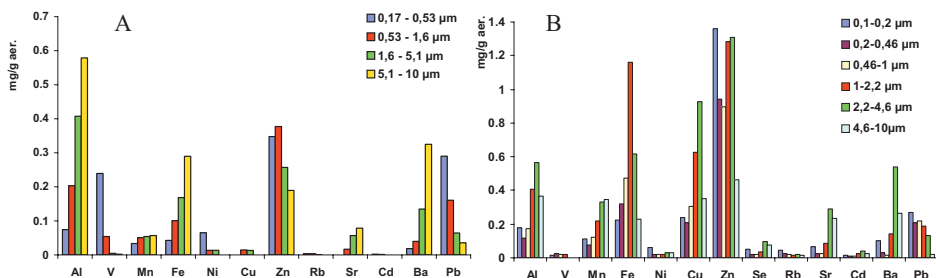 A
mg/g aer.
0.7
0.6
0.5
0.4
0.3
0.2
0.1
0
Al V Mn Fe Ni Cu Zn Rb Sr Cd Ba Pb
0,17 - 0,53 µm
0,53 - 1,6 µm
1,6 - 5,1 µm
5,1 - 10 µm
B
mg/g aer.
1.4
1.2
1
0.8
0.6
0.4
0.2
0
Al V Mn Fe Ni Cu Zn Se Rb Sr Cd Ba Pb
0,1-0,2 µm
0,2-0,46 µm
0,46-1 µm
1-2,2 µm
2,2-4,6 µm
4,6-10µm